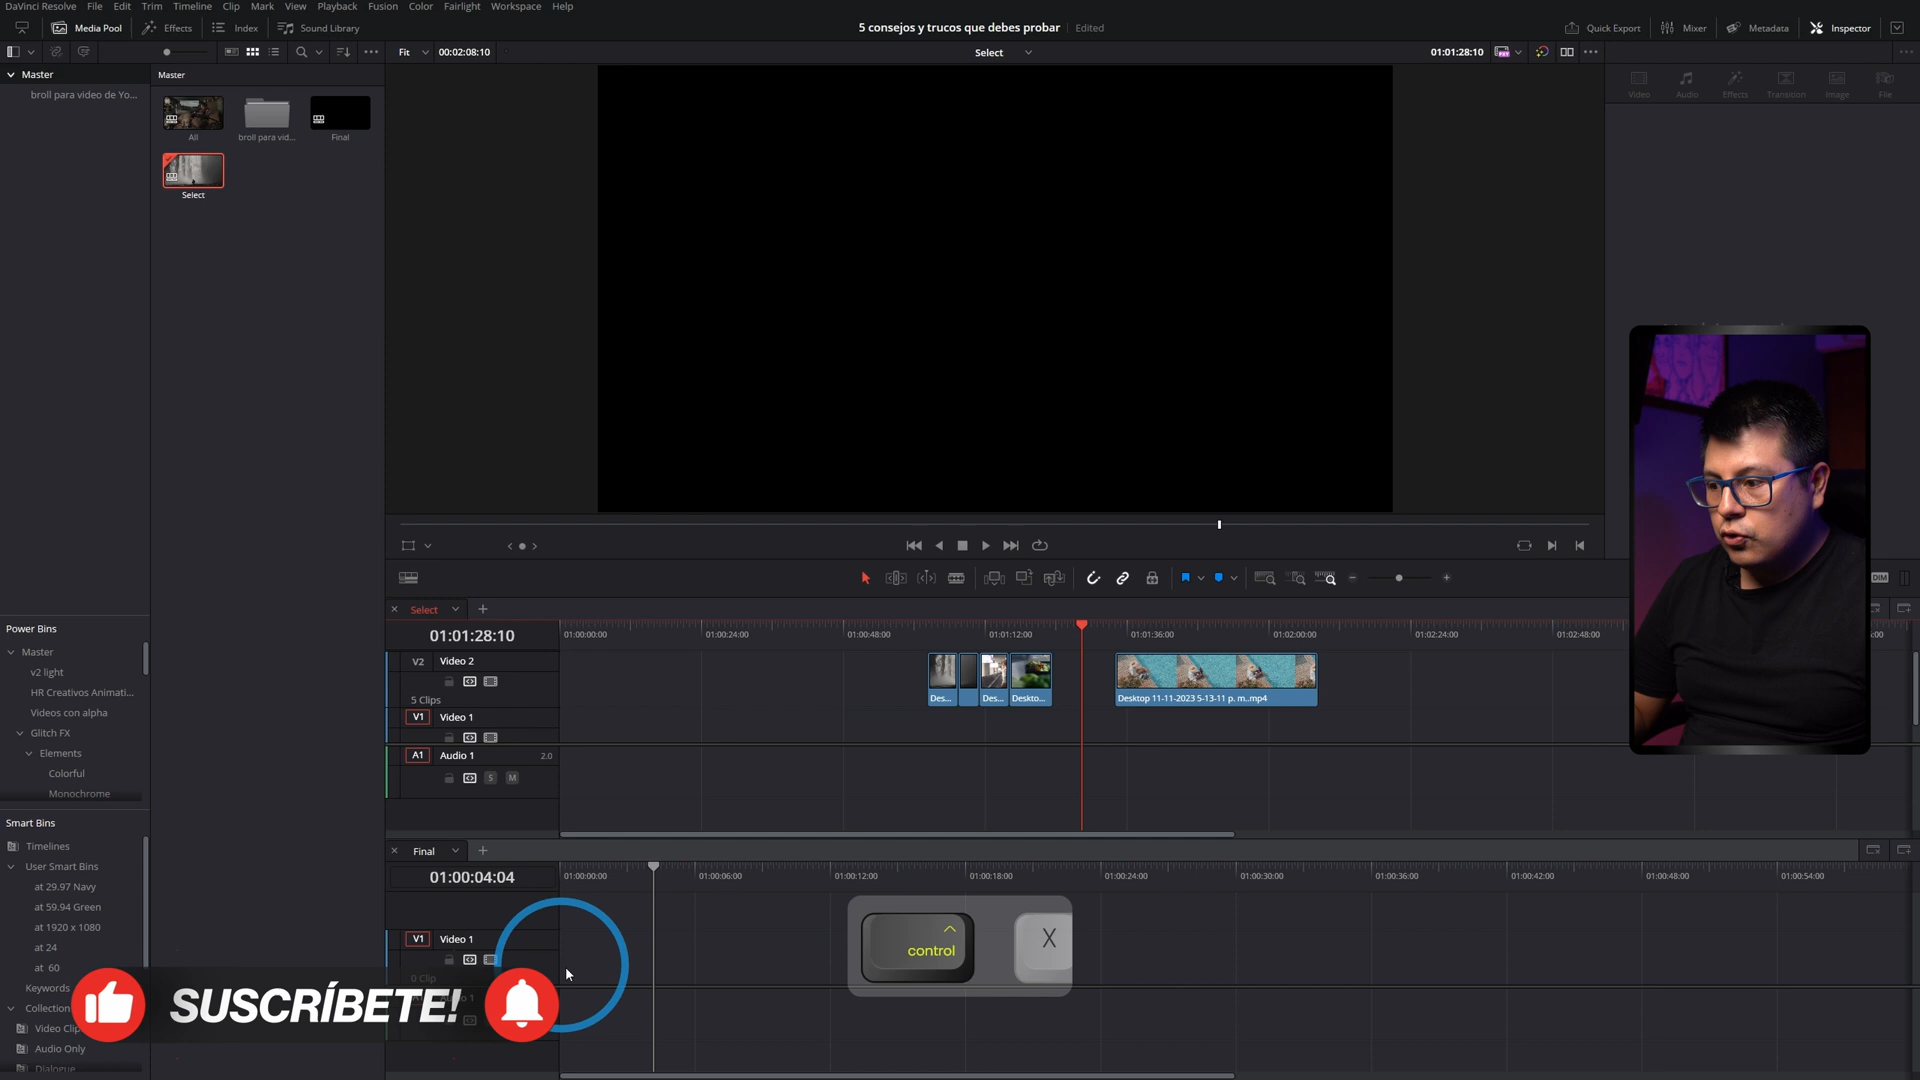 DaVinci Resolve File Edit Trim Timeline Clip Mark View Playback Fusion Color Fairlight Workspace Help
Media Pool Effects Index Sound Library
5 consejos y trucos que debes probar Edited
Quick Export Mixer Metadata Inspector
Fit 00:02:08:10
Select
01:01:28:10
Master
broll para video de Yo...
Master
All
broll para vid...
Final
Select
Video Audio Effects Transition Image File
DIM
Select
01:01:28:10
01:00:00:00 01:00:24:00 01:00:48:00 01:01:12:00 01:01:36:00 01:02:00:00 01:02:24:00 01:02:48:00
V2 Video 2
5 Clips
V1 Video 1
A1 Audio 1 2.0
S M
Des...
Des...
Deskto...
Desktop 11-11-2023 5-13-11 p. m..mp4
Power Bins
Master
v2 light
HR Creativos Animati...
Videos con alpha
Glitch FX
Elements
Colorful
Monochrome
Smart Bins
Timelines
User Smart Bins
at 29.97 Navy
at 59.94 Green
at 1920 x 1080
at 24
at 60
Keywords
Collection
Video Clip
Audio Only
Dialogue
Final
01:00:04:04
01:00:00:00 01:00:06:00 01:00:12:00 01:00:18:00 01:00:24:00 01:00:30:00 01:00:36:00 01:00:42:00 01:00:48:00 01:00:54:00
V1 Video 1
0 Clip
control
X
SUSCRÍBETE!